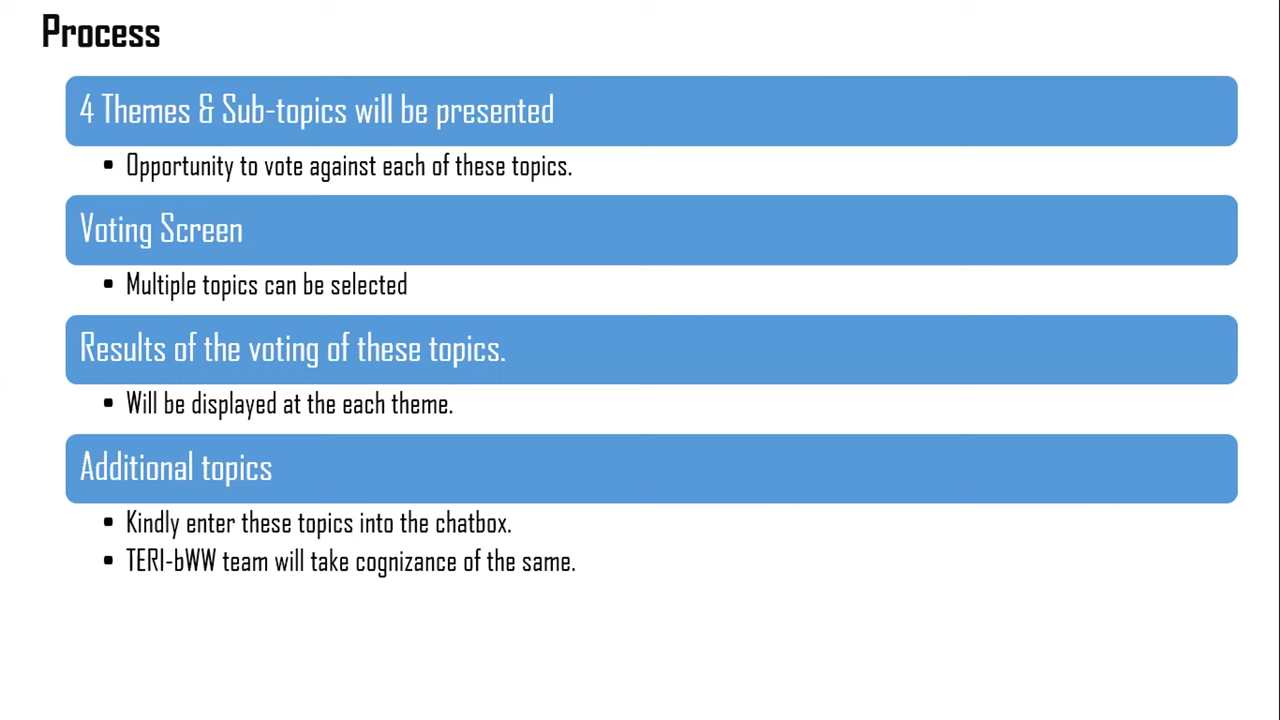 Process
4 Themes & Sub-topics will be presented
• Opportunity to vote against each of these topics.
Voting Screen
• Multiple topics can be selected
Results of the voting of these topics.
• Will be displayed at the each theme.
Additional topics
• Kindly enter these topics into the chatbox.
• TERI-bWW team will take cognizance of the same.